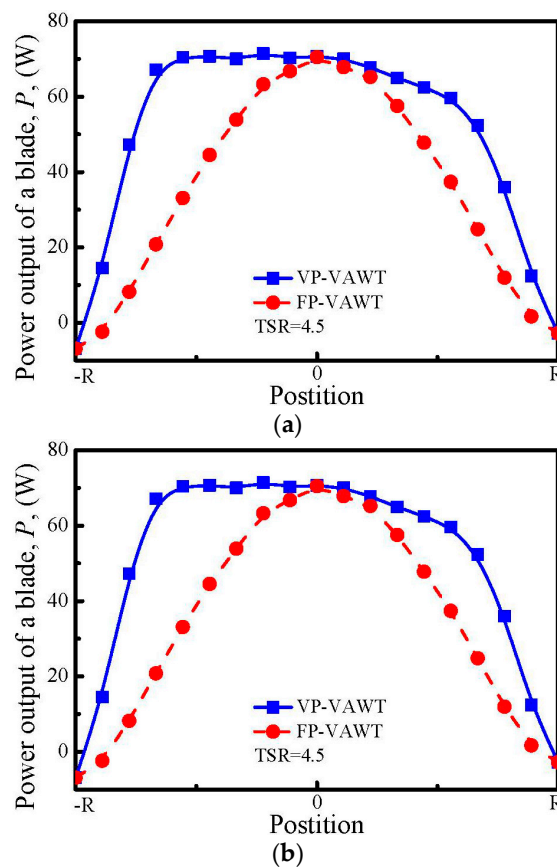 80
60
40
20
0
Power output of a blade, P, (W)
VP-VAWT
FP-VAWT
TSR=4.5
-R 0 R
Postition
(a)
80
60
40
20
0
Power output of a blade, P, (W)
VP-VAWT
FP-VAWT
TSR=4.5
-R 0 R
Postition
(b)